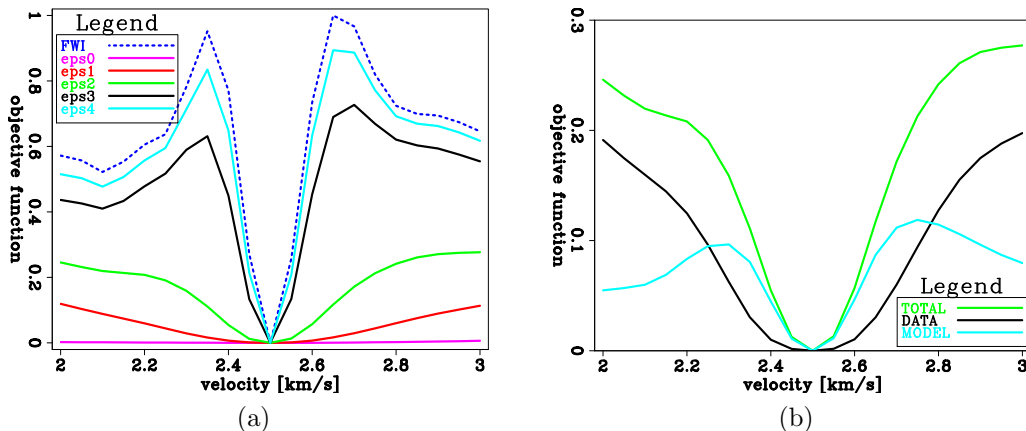 Legend
FWI
eps0
eps1
eps2
eps3
eps4
objective function
0 0.2 0.4 0.6 0.8 1
2 2.2 2.4 2.6 2.8 3
velocity [km/s]
(a)
objective function
0 0.1 0.2 0.3
Legend
TOTAL
DATA
MODEL
2 2.2 2.4 2.6 2.8 3
velocity [km/s]
(b)